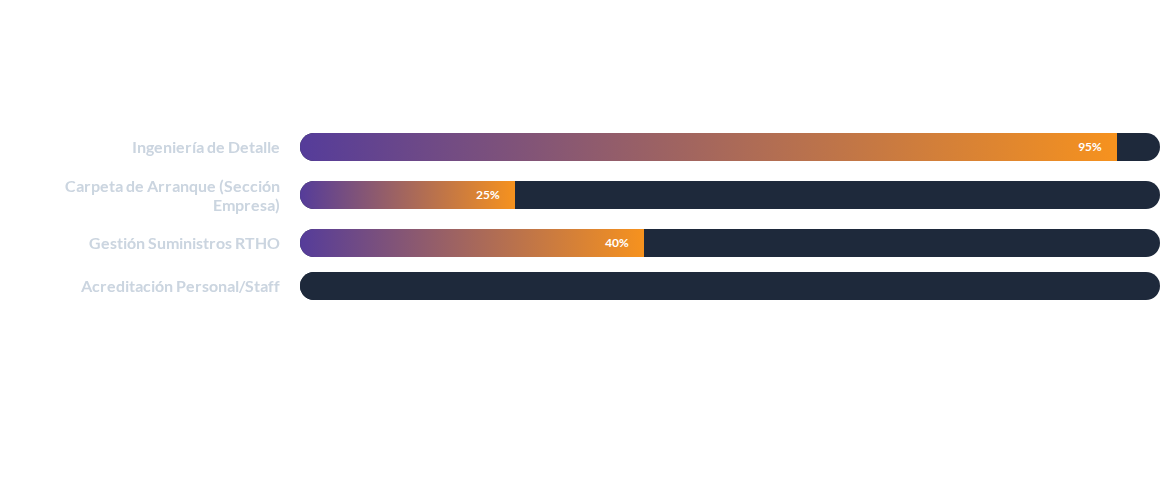 Ingeniería de Detalle
95%
Carpeta de Arranque (Sección
Empresa)
25%
Gestión Suministros RTHO
40%
Acreditación Personal/Staff